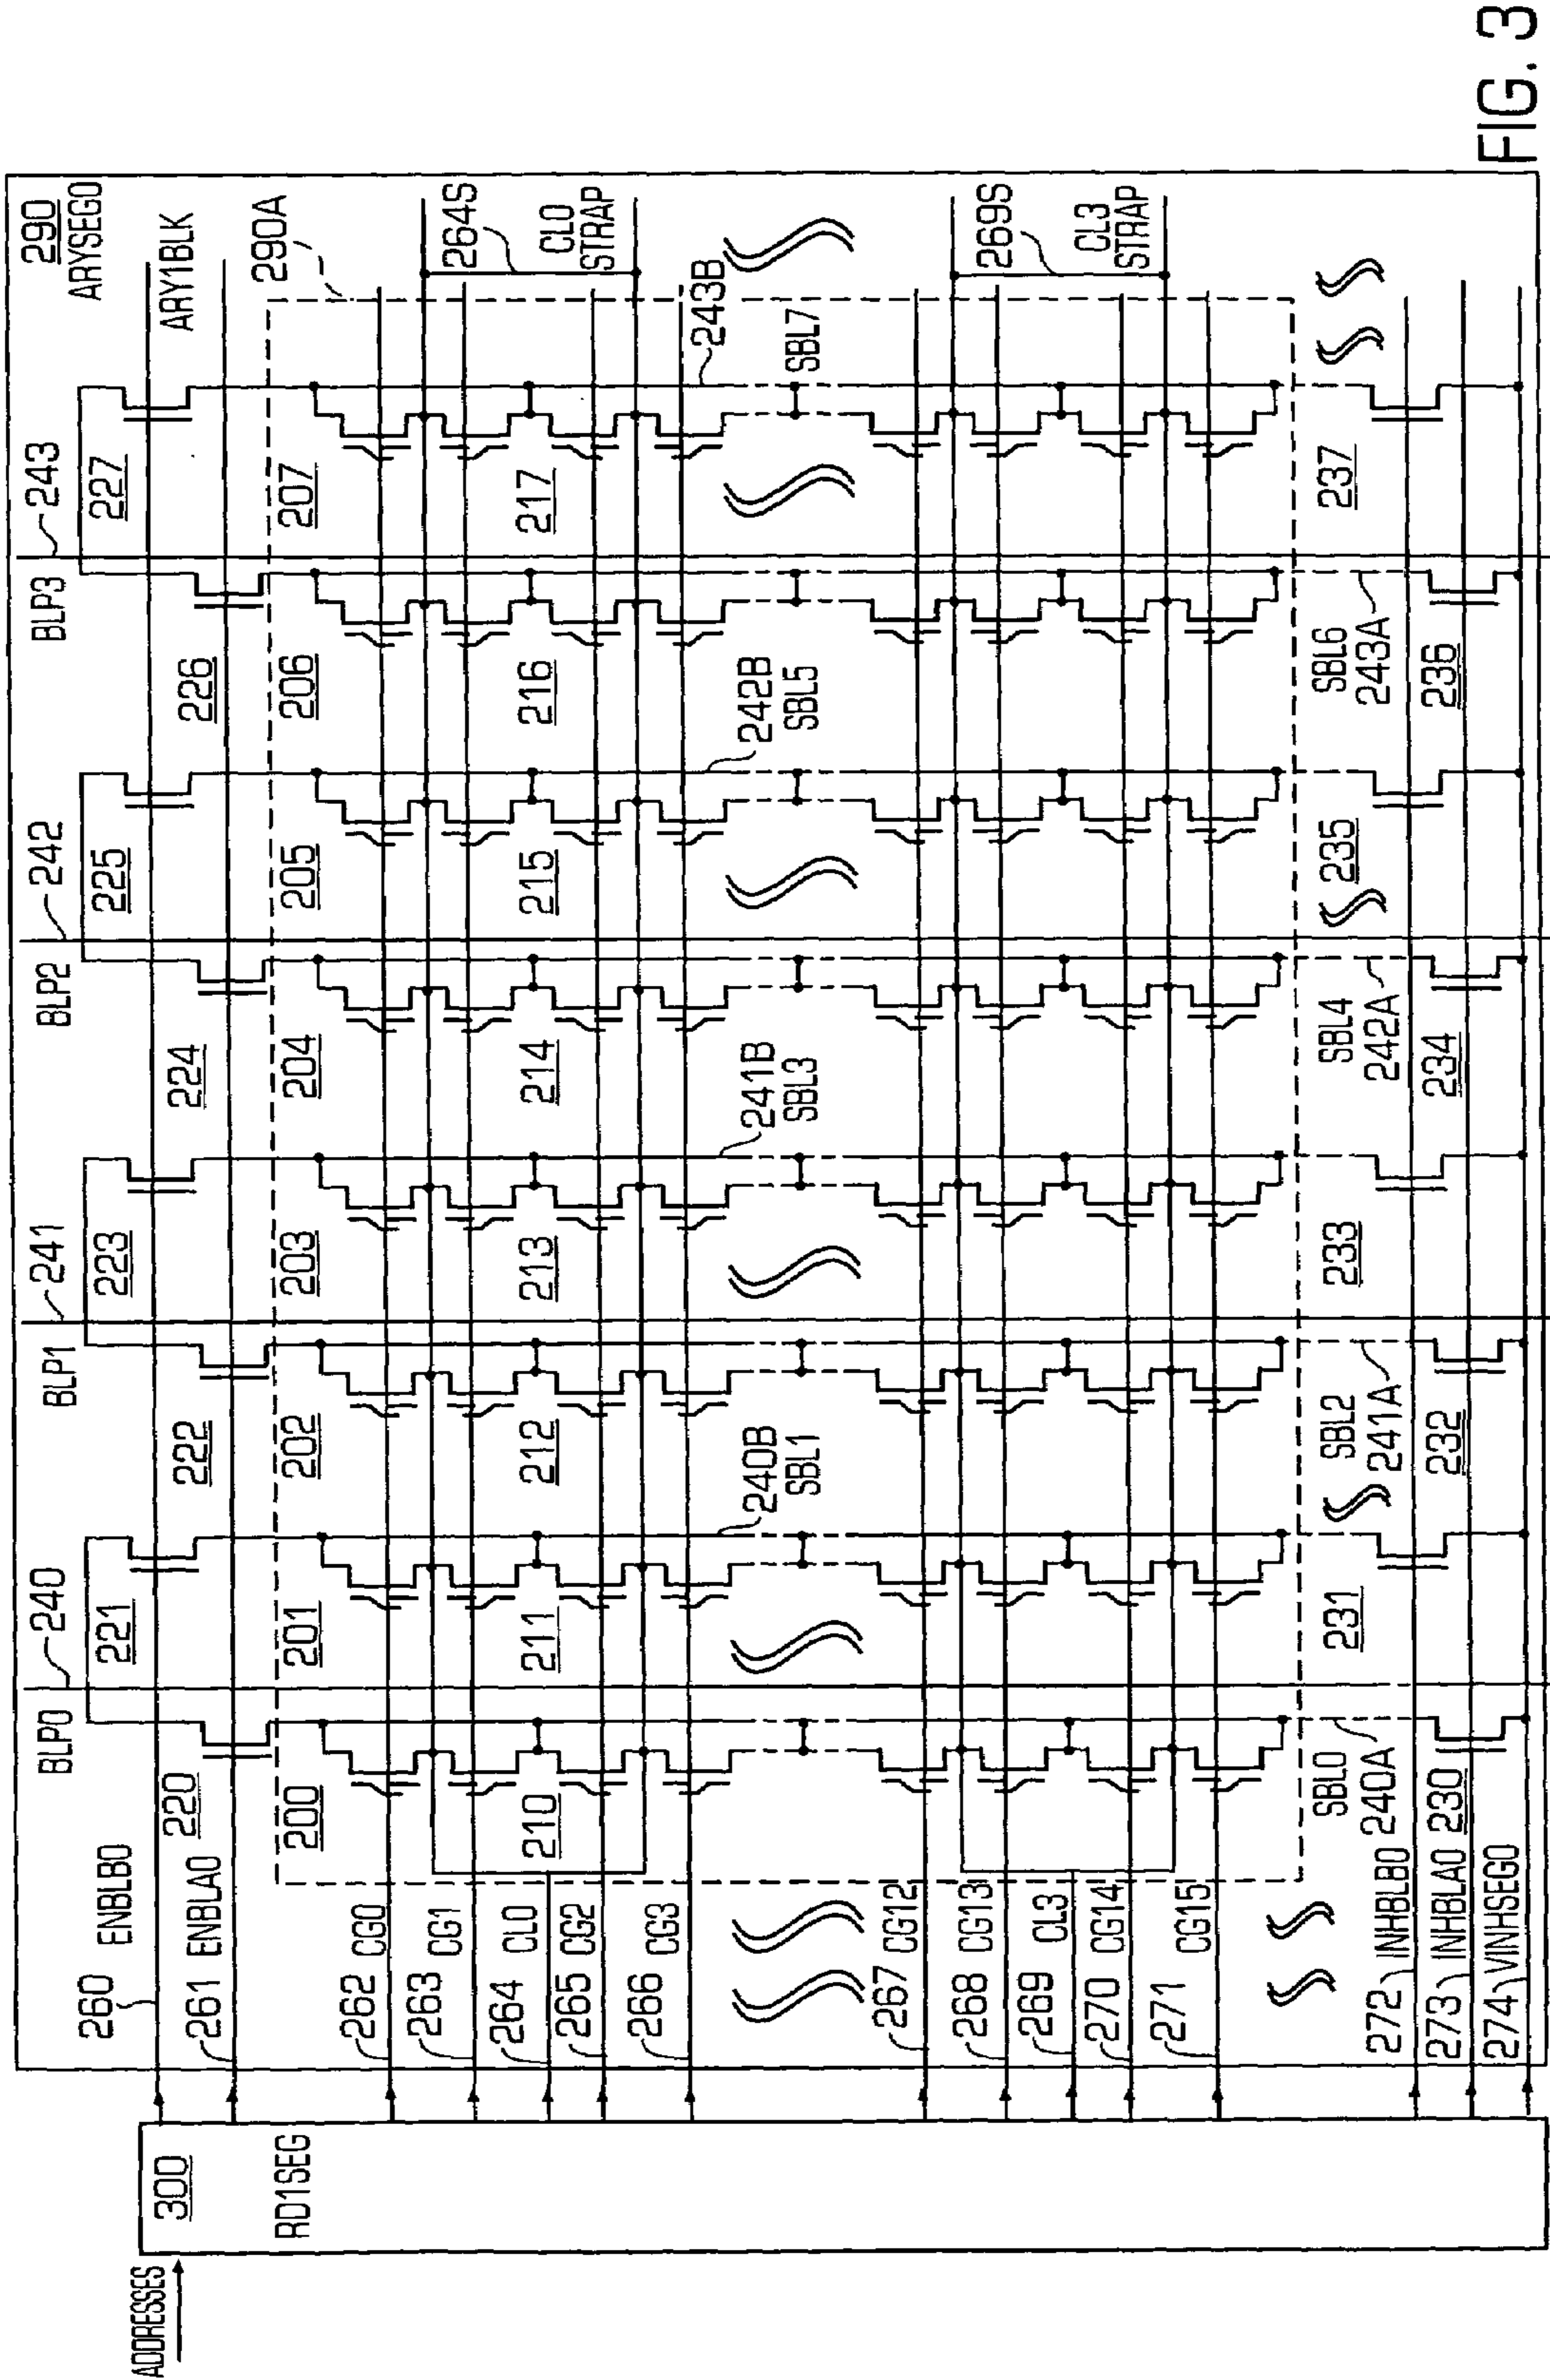 FIG. 3
290
ARYSEG0
ARY1BLK
290A
264S
CL0
STRAP
269S
CL3
STRAP
243B
SBL7
243
227
207
217
237
BLP3
226
206
216
SBL6
243A
236
242B
SBL5
242
225
205
215
235
BLP2
224
204
214
SBL4
242A
234
241B
SBL3
241
223
203
213
233
BLP1
222
202
212
SBL2
241A
232
240B
SBL1
240
221
201
211
231
BLP0
220
200
210
SBL0
240A
230
260
ENBLB0
261
ENBLA0
262
CG0
263
CG1
264
CL0
265
CG2
266
CG3
267
CG12
268
CG13
269
CL3
270
CG14
271
CG15
272
INHBLB0
273
INHBLA0
274
VINHSEG0
300
RD1SEG
ADDRESSES